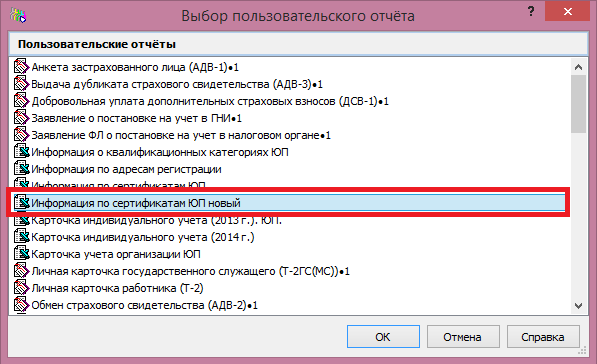 Выбор пользовательского отчёта
?
Пользовательские отчёты
Анкета застрахованного лица (АДВ-1)•1
Выдача дубликата страхового свидетельства (АДВ-3)•1
Добровольная уплата дополнительных страховых взносов (ДСВ-1)•1
Заявление о постановке на учет в ГНИ•1
Заявление ФЛ о постановке на учет в налоговом органе•1
Информация о квалификационных категориях ЮП
Информация по адресам регистрации
Информация по сертификатам ЮП
Информация по сертификатам ЮП новый
Карточка индивидуального учета (2013 г.). ЮП.
Карточка индивидуального учета (2014 г.)
Карточка учета организации ЮП
Личная карточка государственного служащего (Т-2ГС(МС))•1
Личная карточка работника (Т-2)
Обмен страхового свидетельства (АДВ-2)•1
ОК
Отмена
Справка